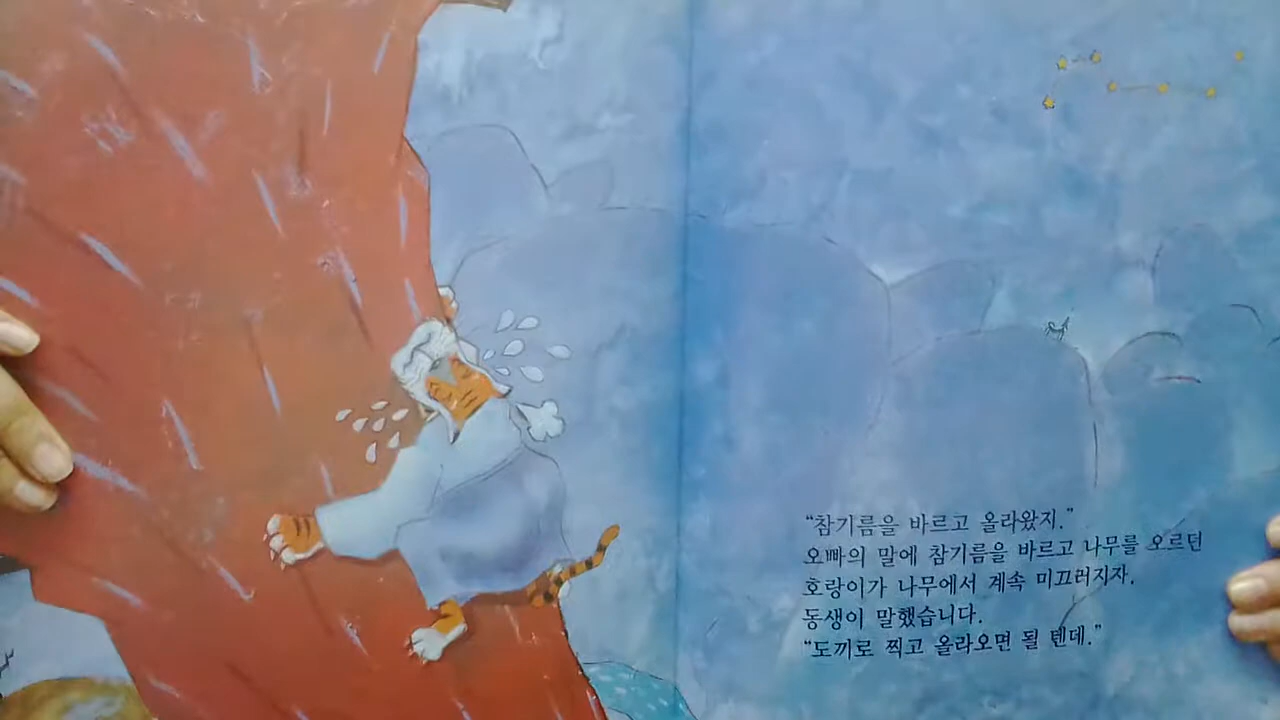 “참기름을 바르고 올라왔지.”
오빠의 말에 참기름을 바르고 나무를 오르던
호랑이가 나무에서 계속 미끄러지자,
동생이 말했습니다.
“도끼로 찍고 올라오면 될 텐데.”